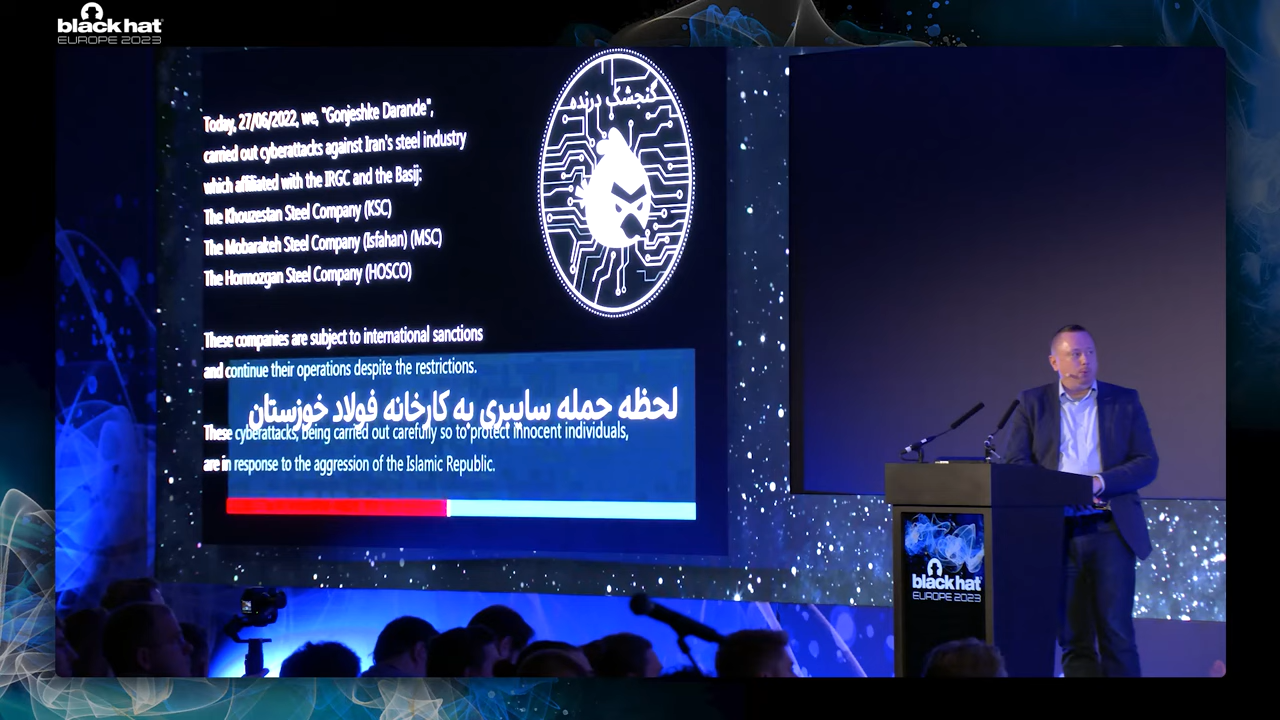 black hat
EUROPE 2023
گنجشک درنده
Today, 27/06/2022, we, "Gonjeshke Darande",
carried out cyberattacks against Iran's steel industry
which affiliated with the IRGC and the Basij:
The Khouzestan Steel Company (KSC)
The Mobarakeh Steel Company (Isfahan) (MSC)
The Hormozgan Steel Company (HOSCO)
These companies are subject to international sanctions
and continue their operations despite the restrictions.
لحظه حمله سایبری به کارخانه فولاد خوزستان
These cyberattacks, being carried out carefully so to protect innocent individuals,
are in response to the aggression of the Islamic Republic.
black hat
EUROPE 2023